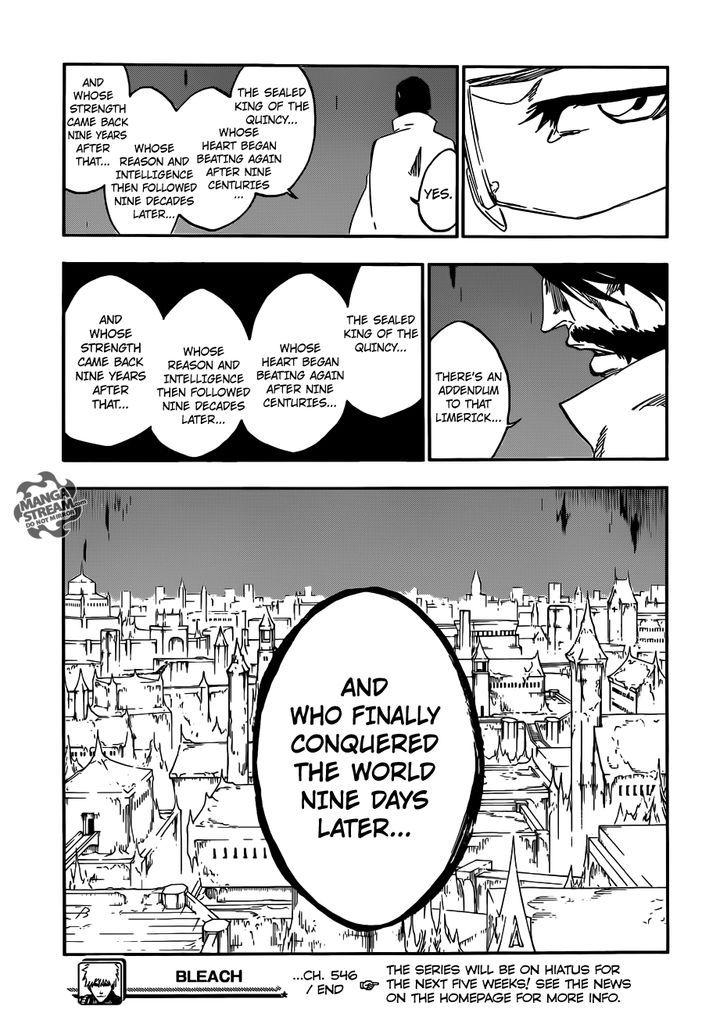 YES.
THE SEALED
KING OF THE
QUINCY...
WHOSE
HEART BEGAN
BEATING AGAIN
AFTER NINE
CENTURIES
...
WHOSE
REASON AND
INTELLIGENCE
THEN FOLLOWED
NINE DECADES
LATER...
AND
WHOSE
STRENGTH
CAME BACK
NINE YEARS
AFTER
THAT...
THERE'S AN
ADDENDUM
TO THAT
LIMERICK...
THE SEALED
KING OF THE
QUINCY...
WHOSE
HEART BEGAN
BEATING AGAIN
AFTER NINE
CENTURIES...
WHOSE
REASON AND
INTELLIGENCE
THEN FOLLOWED
NINE DECADES
LATER...
AND
WHOSE
STRENGTH
CAME BACK
NINE YEARS
AFTER
THAT...
MANGA
STREAM.com
DO NOT MIRROR!
AND
WHO FINALLY
CONQUERED
THE WORLD
NINE DAYS
LATER...
BLEACH
...CH. 546
/ END
THE SERIES WILL BE ON HIATUS FOR
THE NEXT FIVE WEEKS! SEE THE NEWS
ON THE HOMEPAGE FOR MORE INFO.